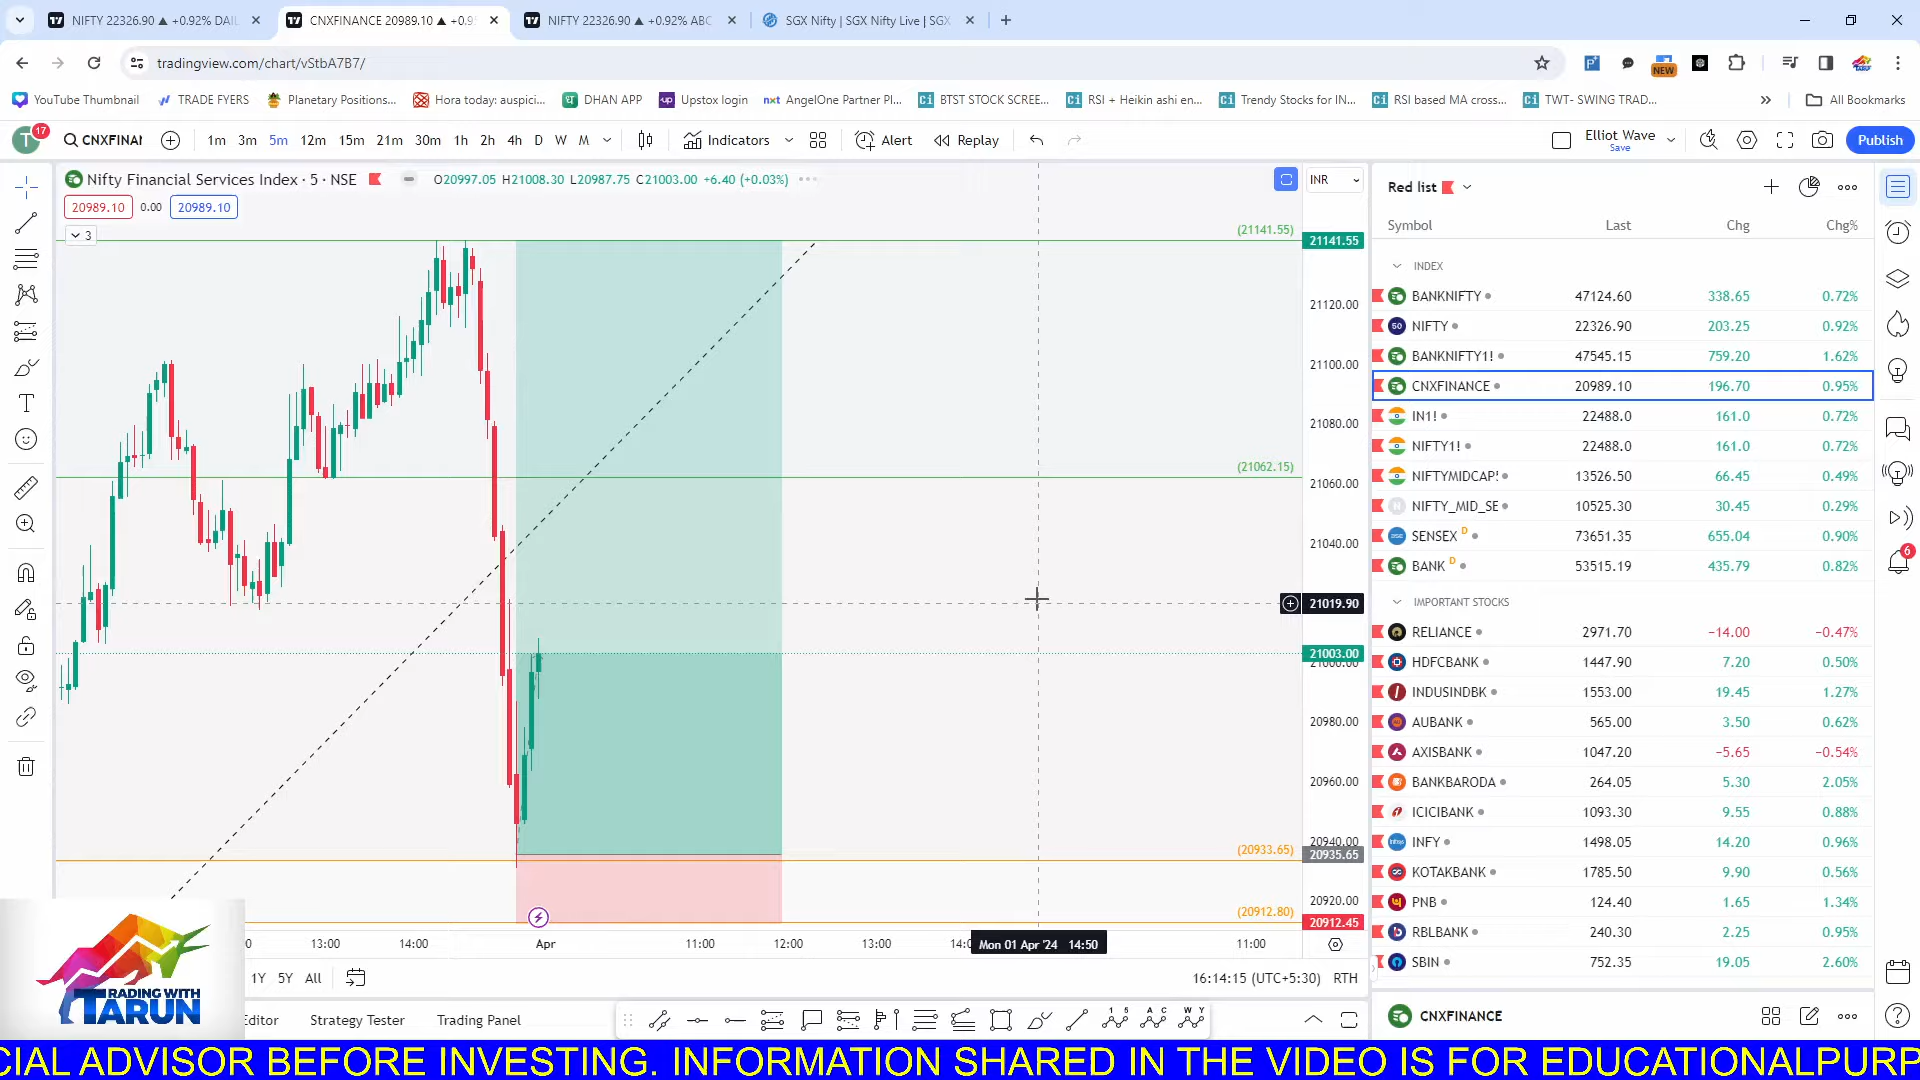 NIFTY 22326.90 ▲ +0.92% DAIL
CNXFINANCE 20989.10 ▲ +0.9
NIFTY 22326.90 ▲ +0.92% ABC
SGX Nifty | SGX Nifty Live | SGX
tradingview.com/chart/vStbA7B7/
NEW
YouTube Thumbnail
TRADE FYERS
Planetary Positions...
Hora today: auspici...
DHAN APP
Upstox login
AngelOne Partner Pl...
BTST STOCK SCREE...
RSI + Heikin ashi en...
Trendy Stocks for IN...
RSI based MA cross...
TWT- SWING TRAD...
All Bookmarks
T 17
CNXFINAN
1m 3m 5m 12m 15m 21m 30m 1h 2h 4h D W M
Indicators
Alert
Replay
Elliot Wave
Save
Publish
Nifty Financial Services Index · 5 · NSE
O20997.05 H21008.30 L20987.75 C21003.00 +6.40 (+0.03%)
INR
20989.10 0.00 20989.10
3
(21141.55) 21141.55
21120.00
21100.00
21080.00
(21062.15)
21060.00
21040.00
21019.90
21003.00
21000.00
20980.00
20960.00
20940.00
(20933.65) 20935.65
20920.00
(20912.80) 20912.45
13:00 14:00 Apr 11:00 12:00 13:00 Mon 01 Apr '24 14:50 11:00
1Y 5Y All
16:14:15 (UTC+5:30) RTH
Editor Strategy Tester Trading Panel
Red list
Symbol Last Chg Chg%
INDEX
BANKNIFTY 47124.60 338.65 0.72%
NIFTY 22326.90 203.25 0.92%
BANKNIFTY1! 47545.15 759.20 1.62%
CNXFINANCE 20989.10 196.70 0.95%
IN1! 22488.0 161.0 0.72%
NIFTY1! 22488.0 161.0 0.72%
NIFTYMIDCAP! 13526.50 66.45 0.49%
NIFTY_MID_SE 10525.30 30.45 0.29%
SENSEX D 73651.35 655.04 0.90%
BANK D 53515.19 435.79 0.82%
IMPORTANT STOCKS
RELIANCE 2971.70 −14.00 −0.47%
HDFCBANK 1447.90 7.20 0.50%
INDUSINDBK 1553.00 19.45 1.27%
AUBANK 565.00 3.50 0.62%
AXISBANK 1047.20 −5.65 −0.54%
BANKBARODA 264.05 5.30 2.05%
ICICIBANK 1093.30 9.55 0.88%
INFY 1498.05 14.20 0.96%
KOTAKBANK 1785.50 9.90 0.56%
PNB 124.40 1.65 1.34%
RBLBANK 240.30 2.25 0.95%
SBIN 752.35 19.05 2.60%
CNXFINANCE
6
TRADING WITH
TARUN
CIAL ADVISOR BEFORE INVESTING. INFORMATION SHARED IN THE VIDEO IS FOR EDUCATIONALPURP